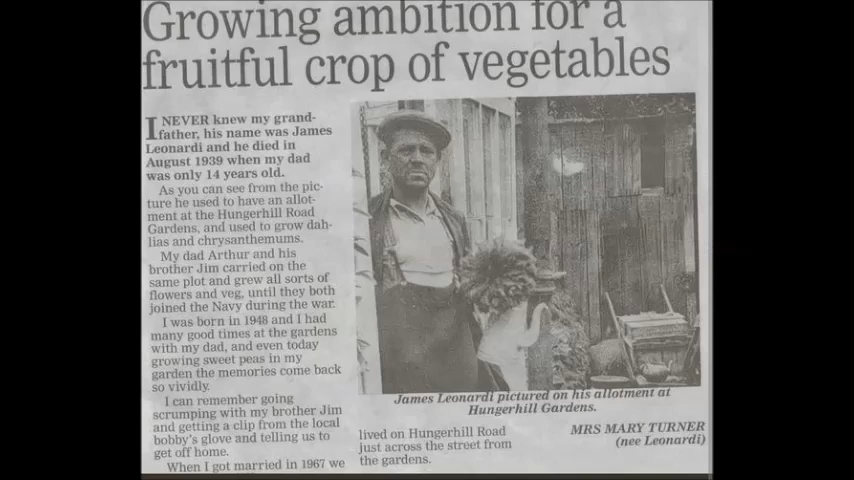 Growing ambition for a
fruitful crop of vegetables
I NEVER knew my grand-
father, his name was James
Leonardi and he died in
August 1939 when my dad
was only 14 years old.
As you can see from the pic-
ture he used to have an allot-
ment at the Hungerhill Road
Gardens, and used to grow dah-
lias and chrysanthemums.
My dad Arthur and his
brother Jim carried on the
same plot and grew all sorts of
flowers and veg, until they both
joined the Navy during the war.
I was born in 1948 and I had
many good times at the gardens
with my dad, and even today
growing sweet peas in my
garden the memories come back
so vividly.
I can remember going
scrumping with my brother Jim
and getting a clip from the local
bobby's glove and telling us to
get off home.
When I got married in 1967 we
lived on Hungerhill Road
just across the street from
the gardens.
James Leonardi pictured on his allotment at
Hungerhill Gardens.
MRS MARY TURNER
(nee Leonardi)